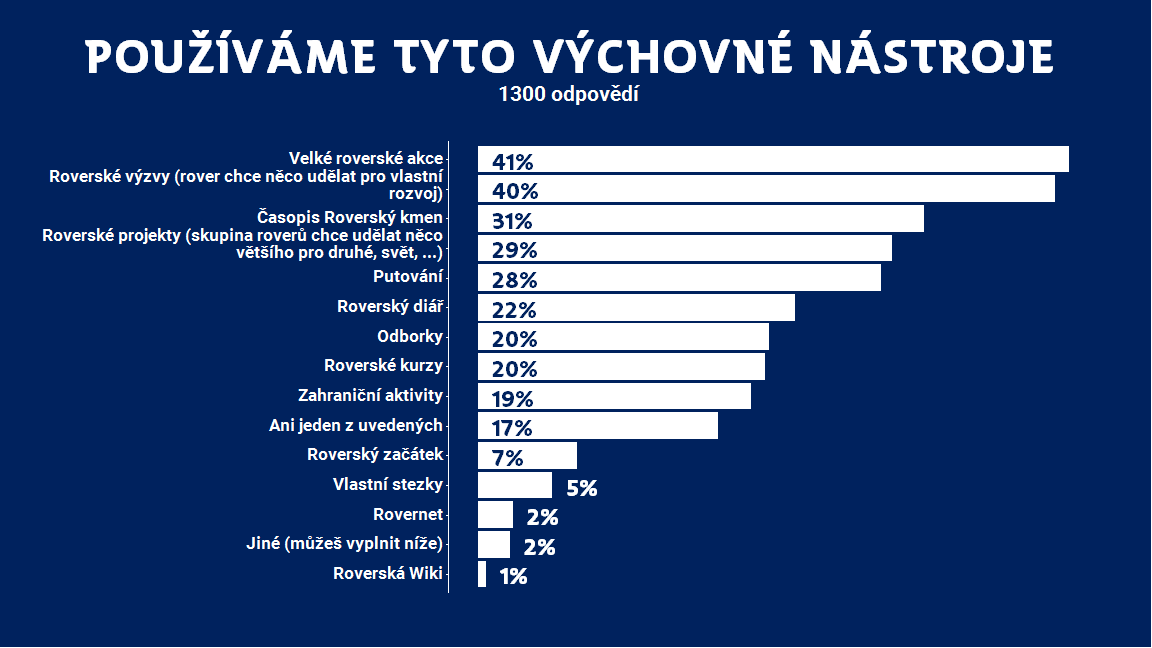 POUŽÍVÁME TYTO VÝCHOVNÉ NÁSTROJE
1300 odpovědí
Velké roverské akce 41%
Roverské výzvy (rover chce něco udělat pro vlastní
rozvoj) 40%
Časopis Roverský kmen 31%
Roverské projekty (skupina roverů chce udělat něco
většího pro druhé, svět, ...) 29%
Putování 28%
Roverský diář 22%
Odborky 20%
Roverské kurzy 20%
Zahraniční aktivity 19%
Ani jeden z uvedených 17%
Roverský začátek 7%
Vlastní stezky 5%
Rovernet 2%
Jiné (můžeš vyplnit níže) 2%
Roverská Wiki 1%